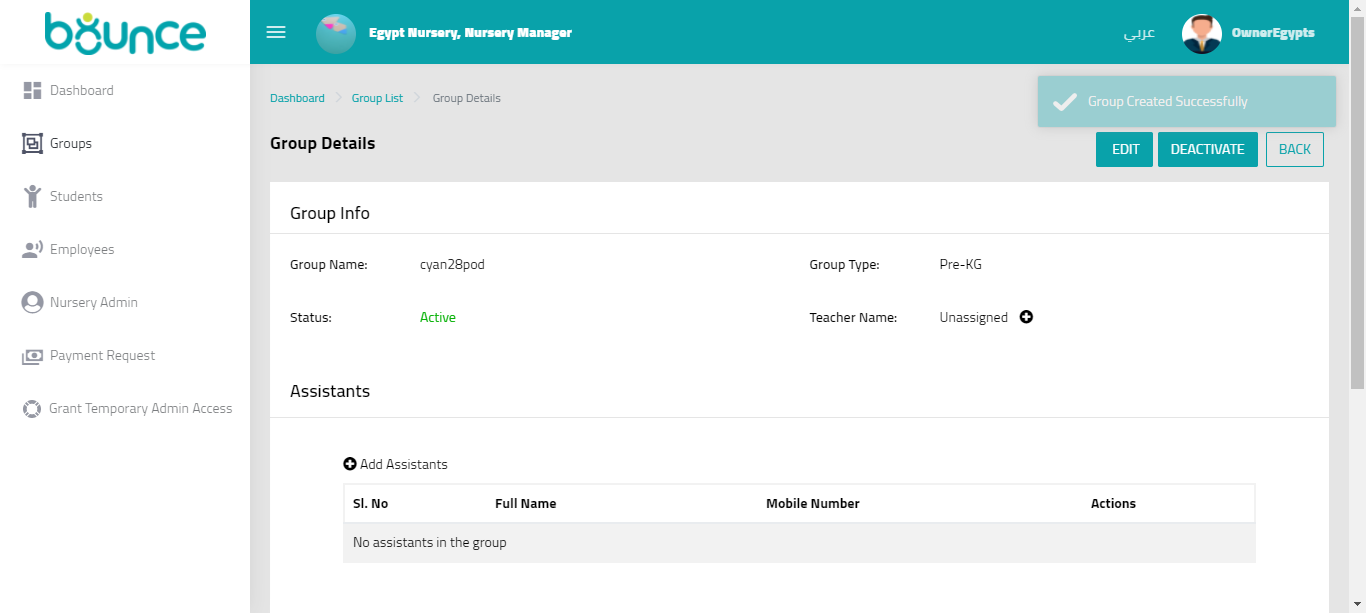 bounce
Egypt Nursery, Nursery Manager
عربي
OwnerEgypts
Dashboard
Groups
Students
Employees
Nursery Admin
Payment Request
Grant Temporary Admin Access
Dashboard > Group List > Group Details
Group Created Successfully
Group Details
EDIT DEACTIVATE BACK
Group Info
Group Name: cyan28pod Group Type: Pre-KG
Status: Active Teacher Name: Unassigned
Assistants
Add Assistants
Sl. No Full Name Mobile Number Actions
No assistants in the group